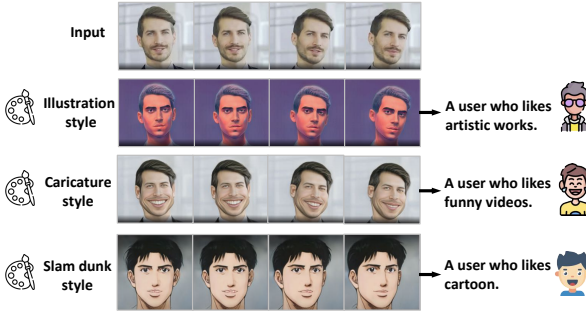 Input
Illustration
style
A user who likes
artistic works.
Caricature
style
A user who likes
funny videos.
Slam dunk
style
A user who likes
cartoon.